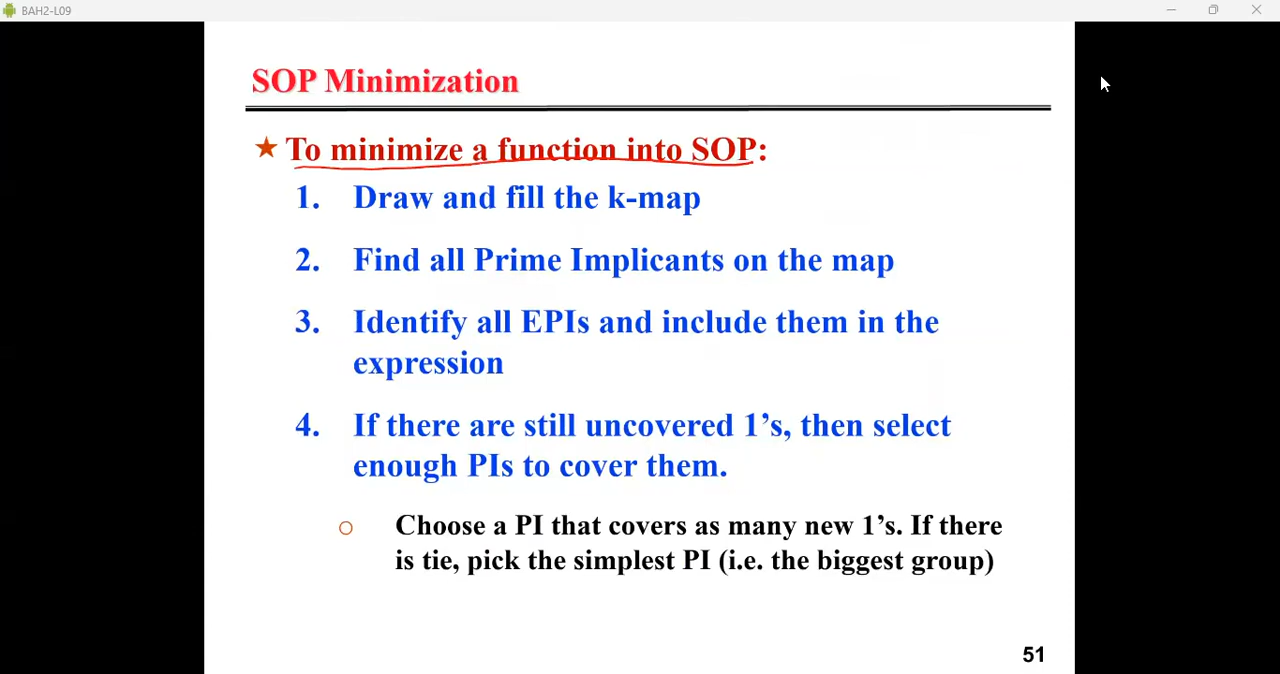 BAH2-L09
SOP Minimization
★ To minimize a function into SOP:
1. Draw and fill the k-map
2. Find all Prime Implicants on the map
3. Identify all EPIs and include them in the
expression
4. If there are still uncovered 1’s, then select
enough PIs to cover them.
○ Choose a PI that covers as many new 1’s. If there
is tie, pick the simplest PI (i.e. the biggest group)
51